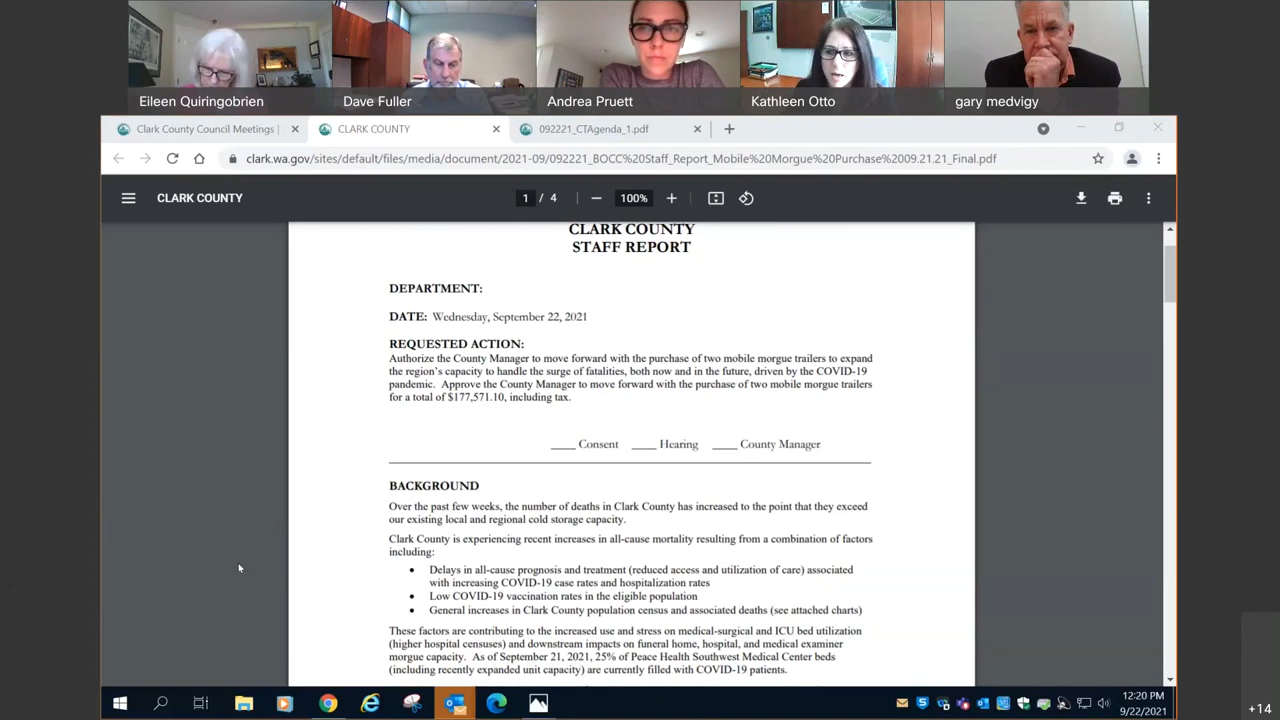 Eileen Quiringobrien
Dave Fuller
Andrea Pruett
Kathleen Otto
gary medvigy
Clark County Council Meetings |
CLARK COUNTY
092221_CTAgenda_1.pdf
clark.wa.gov/sites/default/files/media/document/2021-09/092221_BOCC%20Staff_Report_Mobile%20Morgue%20Purchase%2009.21.21_Final.pdf
CLARK COUNTY
1 / 4
100%
CLARK COUNTY
STAFF REPORT
DEPARTMENT:
DATE: Wednesday, September 22, 2021
REQUESTED ACTION:
Authorize the County Manager to move forward with the purchase of two mobile morgue trailers to expand
the region's capacity to handle the surge of fatalities, both now and in the future, driven by the COVID-19
pandemic. Approve the County Manager to move forward with the purchase of two mobile morgue trailers
for a total of $177,571.10, including tax.
____ Consent ____ Hearing ____ County Manager
BACKGROUND
Over the past few weeks, the number of deaths in Clark County has increased to the point that they exceed
our existing local and regional cold storage capacity.
Clark County is experiencing recent increases in all-cause mortality resulting from a combination of factors
including:
• Delays in all-cause prognosis and treatment (reduced access and utilization of care) associated
with increasing COVID-19 case rates and hospitalization rates
• Low COVID-19 vaccination rates in the eligible population
• General increases in Clark County population census and associated deaths (see attached charts)
These factors are contributing to the increased use and stress on medical-surgical and ICU bed utilization
(higher hospital censuses) and downstream impacts on funeral home, hospital, and medical examiner
morgue capacity. As of September 21, 2021, 25% of Peace Health Southwest Medical Center beds
(including recently expanded unit capacity) are currently filled with COVID-19 patients.
12:20 PM
9/22/2021
+14